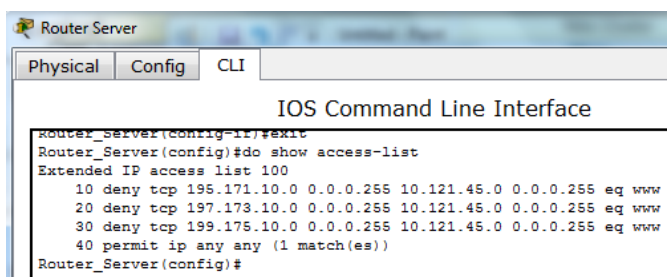 Router Server
Physical Config CLI
IOS Command Line Interface
Router_Server(config-if)#exit
Router_Server(config)#do show access-list
Extended IP access list 100
10 deny tcp 195.171.10.0 0.0.0.255 10.121.45.0 0.0.0.255 eq www
20 deny tcp 197.173.10.0 0.0.0.255 10.121.45.0 0.0.0.255 eq www
30 deny tcp 199.175.10.0 0.0.0.255 10.121.45.0 0.0.0.255 eq www
40 permit ip any any (1 match(es))
Router_Server(config)#